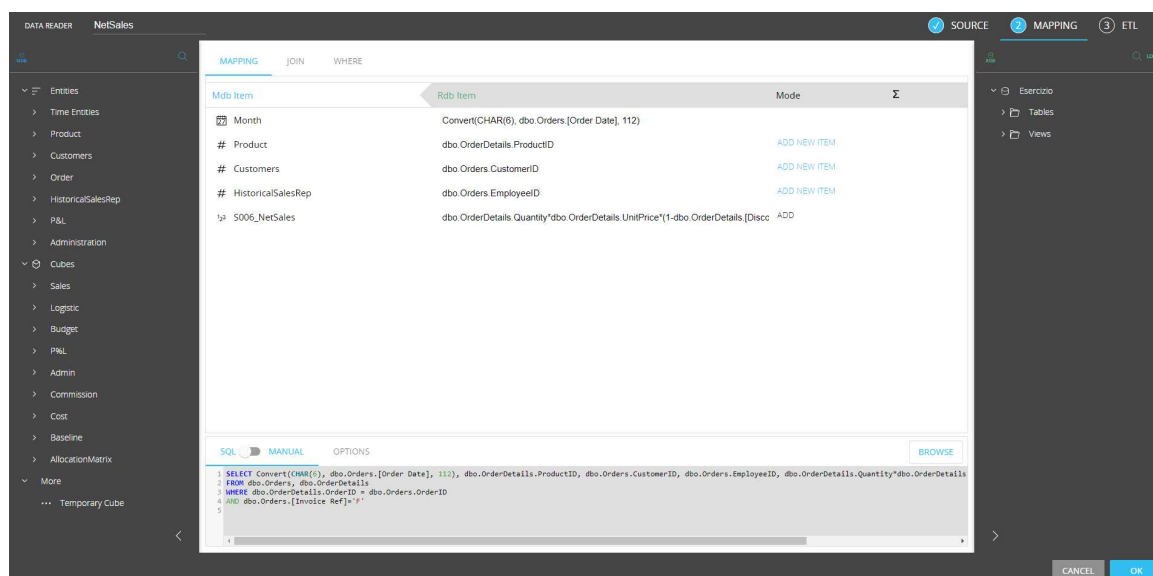 DATA READER NetSales
SOURCE 2 MAPPING 3 ETL
MAPPING JOIN WHERE
Entities
Time Entities
Product
Customers
Order
HistoricalSalesRep
P&L
Administration
Cubes
Sales
Logistic
Budget
P%L
Admin
Commission
Cost
Baseline
AllocationMatrix
More
Temporary Cube
Mdb Item Rdb Item Mode Σ
Month Convert(CHAR(6), dbo.Orders.[Order Date], 112)
# Product dbo.OrderDetails.ProductID ADD NEW ITEM
# Customers dbo.Orders.CustomerID ADD NEW ITEM
# HistoricalSalesRep dbo.Orders.EmployeeID ADD NEW ITEM
S006_NetSales dbo.OrderDetails.Quantity*dbo.OrderDetails.UnitPrice*(1-dbo.OrderDetails.[Disco ADD
SQL MANUAL OPTIONS BROWSE
1 SELECT Convert(CHAR(6), dbo.Orders.[Order Date], 112), dbo.OrderDetails.ProductID, dbo.Orders.CustomerID, dbo.Orders.EmployeeID, dbo.OrderDetails.Quantity*dbo.OrderDetails
2 FROM dbo.Orders, dbo.OrderDetails
3 WHERE dbo.OrderDetails.OrderID = dbo.Orders.OrderID
4 AND dbo.Orders.[Invoice Ref]='F'
5
Esercizio
Tables
Views
CANCEL OK